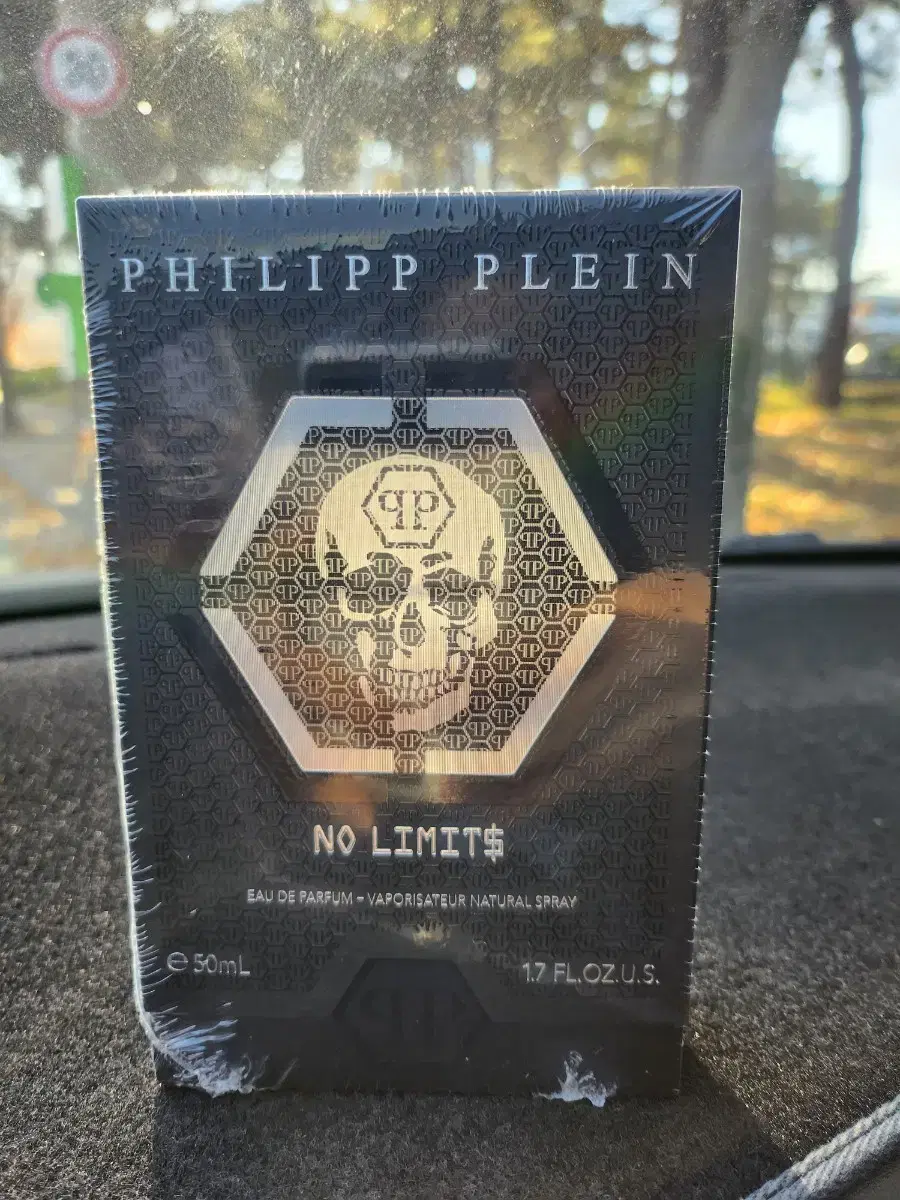 PHILIPP PLEIN
NO LIMIT$
EAU DE PARFUM – VAPORISATEUR NATURAL SPRAY
℮ 50mL
1.7 FL.OZ.U.S.